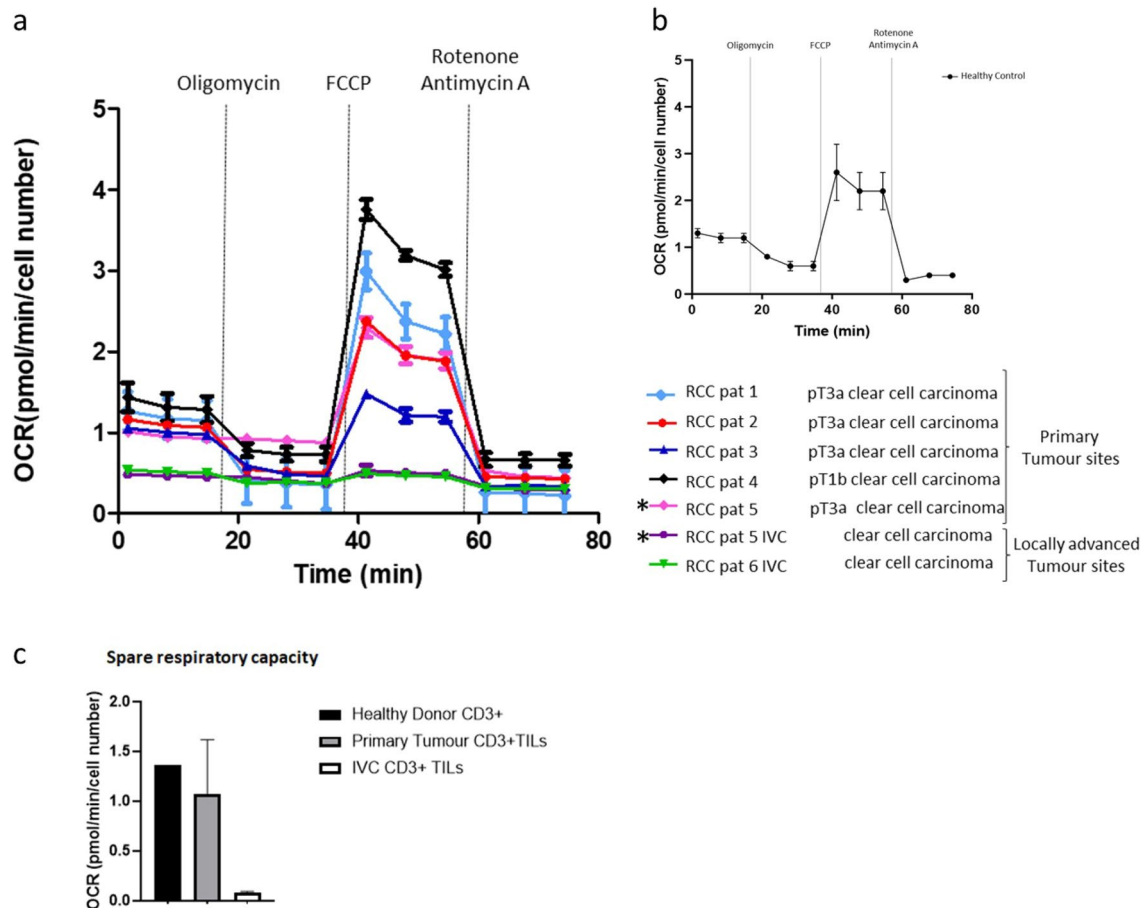 a
Oligomycin
FCCP
Rotenone
Antimycin A
OCR(pmol/min/cell number)
5
4
3
2
1
0
0 20 40 60 80
Time (min)
b
Oligomycin
FCCP
Rotenone
Antimycin A
Healthy Control
OCR (pmol/min/cell number)
5
4
3
2
1
0
0 20 40 60 80
Time (min)
RCC pat 1 pT3a clear cell carcinoma
RCC pat 2 pT3a clear cell carcinoma
RCC pat 3 pT3a clear cell carcinoma
RCC pat 4 pT1b clear cell carcinoma
* RCC pat 5 pT3a clear cell carcinoma
Primary
Tumour sites
* RCC pat 5 IVC clear cell carcinoma
RCC pat 6 IVC clear cell carcinoma
Locally advanced
Tumour sites
c
Spare respiratory capacity
OCR (pmol/min/cell number)
2.0
1.5
1.0
0.5
0.0
Healthy Donor CD3+
Primary Tumour CD3+TILs
IVC CD3+ TILs